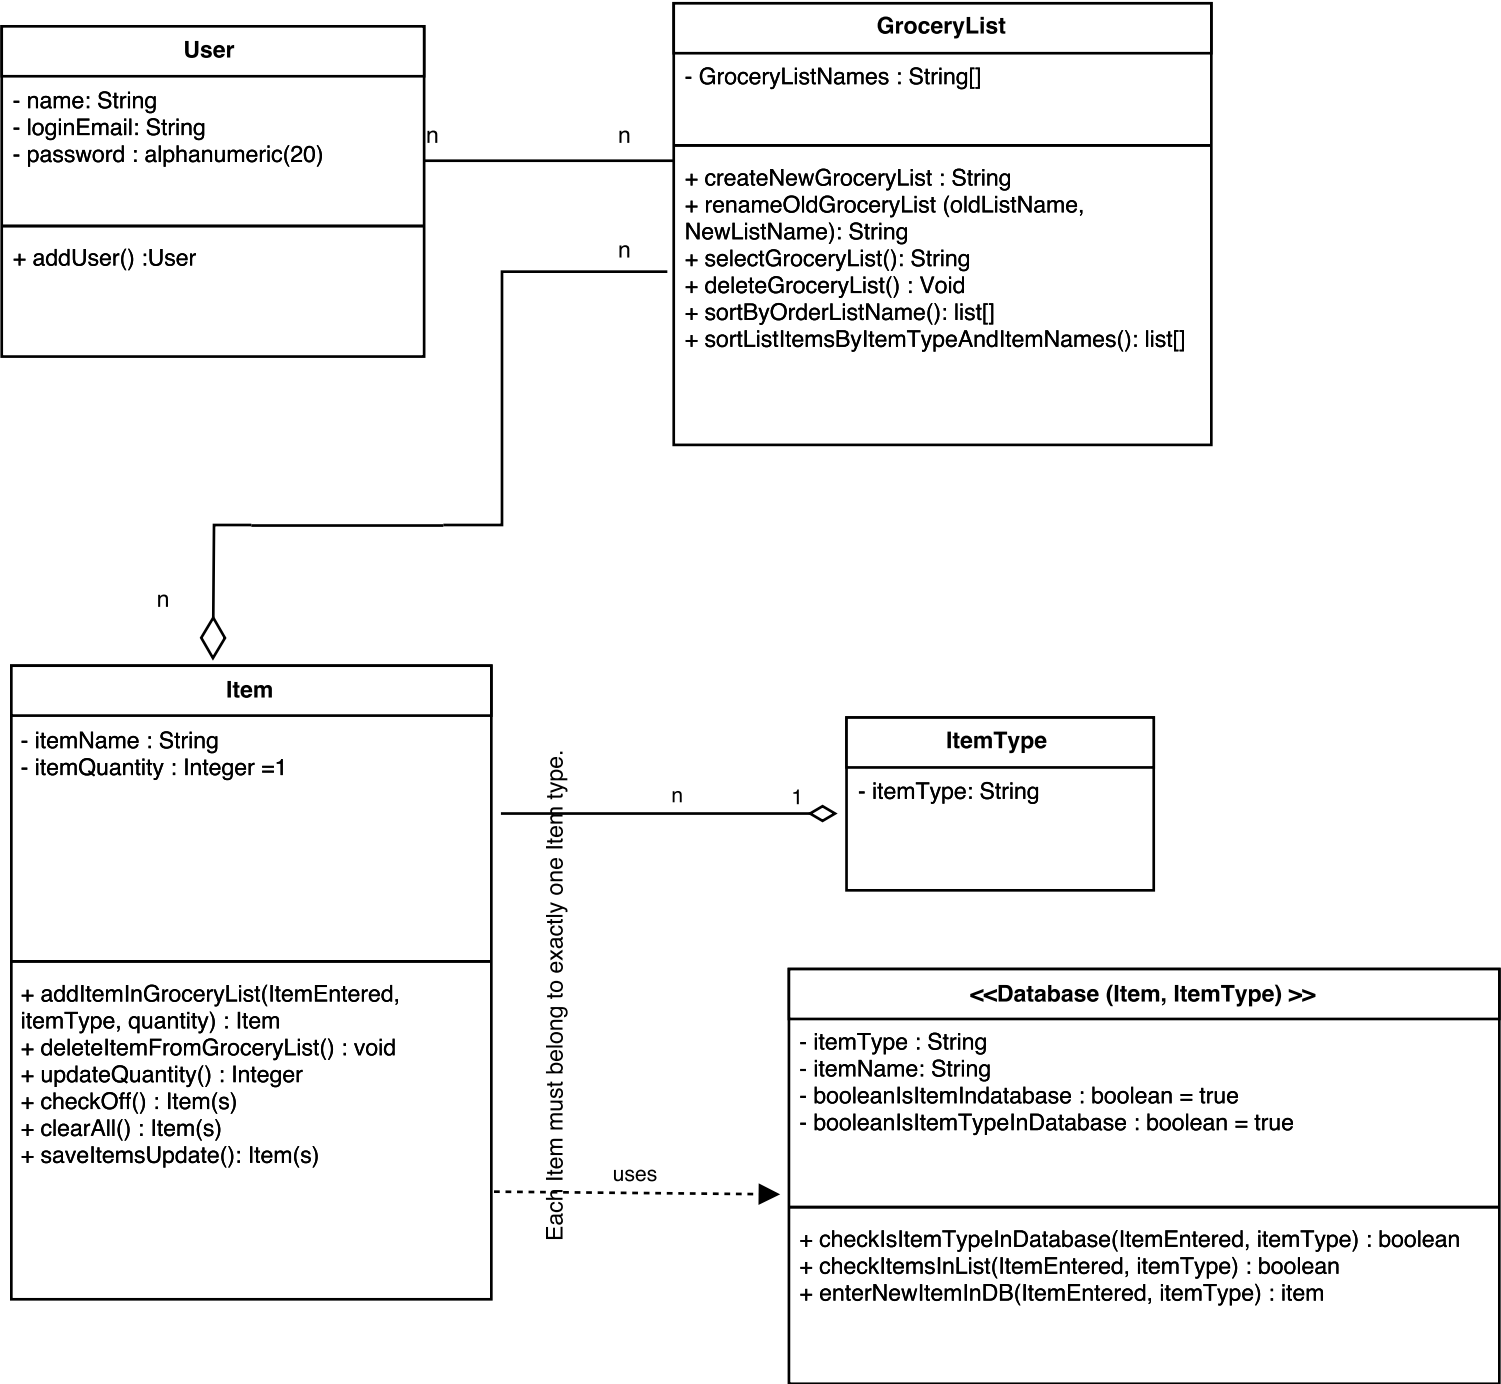 User
- name: String
- loginEmail: String
- password : alphanumeric(20)
+ addUser() :User
n
n
GroceryList
- GroceryListNames : String[]
+ createNewGroceryList : String
+ renameOldGroceryList (oldListName,
NewListName): String
+ selectGroceryList(): String
+ deleteGroceryList() : Void
+ sortByOrderListName(): list[]
+ sortListItemsByItemTypeAndItemNames(): list[]
n
n
Item
- itemName : String
- itemQuantity : Integer =1
+ addItemInGroceryList(ItemEntered,
itemType, quantity) : Item
+ deleteItemFromGroceryList() : void
+ updateQuantity() : Integer
+ checkOff() : Item(s)
+ clearAll() : Item(s)
+ saveItemsUpdate(): Item(s)
Each Item must belong to exactly one Item type.
n
1
ItemType
- itemType: String
uses
<<Database (Item, ItemType) >>
- itemType : String
- itemName: String
- booleanIsItemIndatabase : boolean = true
- booleanIsItemTypeInDatabase : boolean = true
+ checkIsItemTypeInDatabase(ItemEntered, itemType) : boolean
+ checkItemsInList(ItemEntered, itemType) : boolean
+ enterNewItemInDB(ItemEntered, itemType) : item